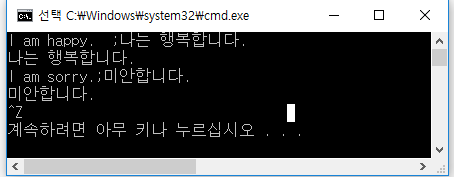 선택 C:₩Windows₩system32₩cmd.exe
I am happy.  ;나는 행복합니다.
나는 행복합니다.
I am sorry.;미안합니다.
미안합니다.
^Z
계속하려면 아무 키나 누르십시오 . . .